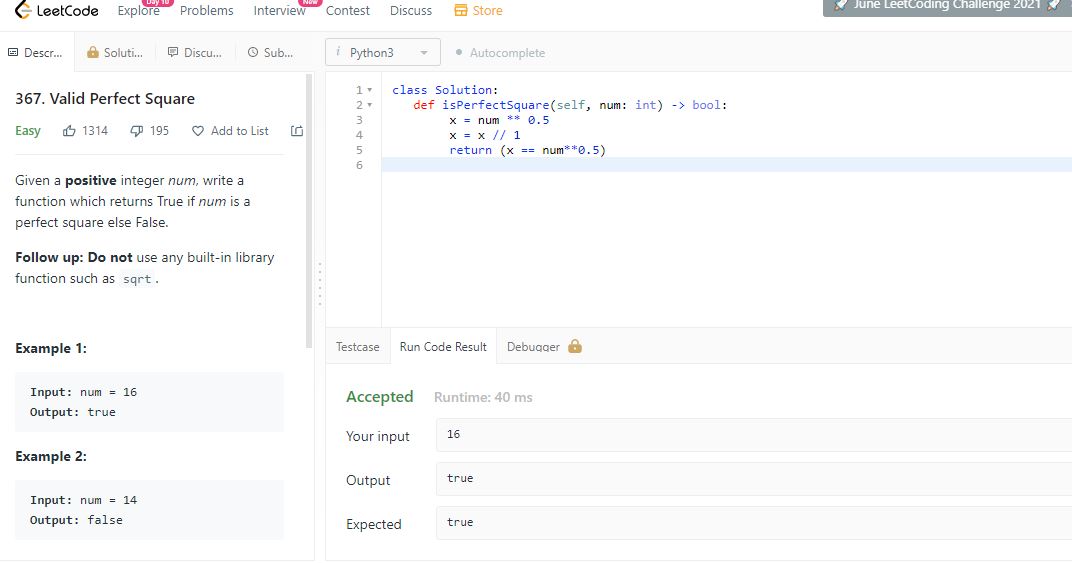 LeetCode
Explore Day 10 Problems Interview New Contest Discuss Store
June LeetCoding Challenge 2021
Descr... Soluti... Discu... Sub...
i Python3 Autocomplete
367. Valid Perfect Square
Easy 1314 195 Add to List
Given a positive integer num, write a
function which returns True if num is a
perfect square else False.
Follow up: Do not use any built-in library
function such as sqrt .
Example 1:
Input: num = 16
Output: true
Example 2:
Input: num = 14
Output: false
1 class Solution:
2 def isPerfectSquare(self, num: int) -> bool:
3 x = num ** 0.5
4 x = x // 1
5 return (x == num**0.5)
6
Testcase Run Code Result Debugger
Accepted Runtime: 40 ms
Your input 16
Output true
Expected true